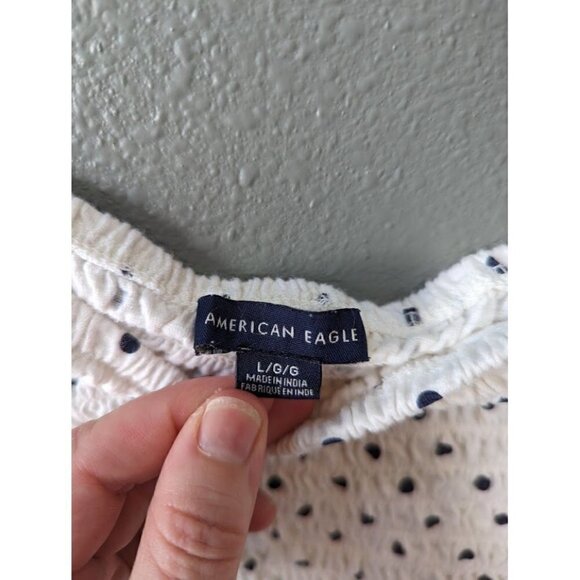 AMERICAN EAGLE
L/G/G
MADE IN INDIA
FABRIQUE EN INDE